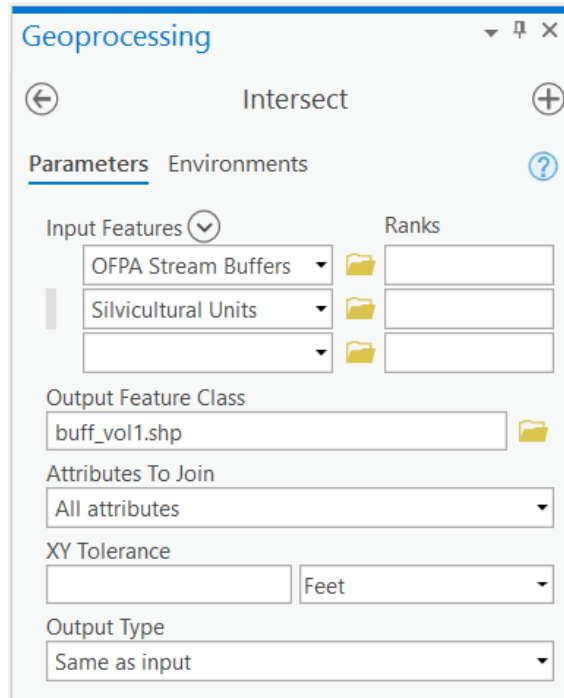 Geoprocessing
Intersect
Parameters Environments
Input Features Ranks
OFPA Stream Buffers
Silvicultural Units
Output Feature Class
buff_vol1.shp
Attributes To Join
All attributes
XY Tolerance
Feet
Output Type
Same as input